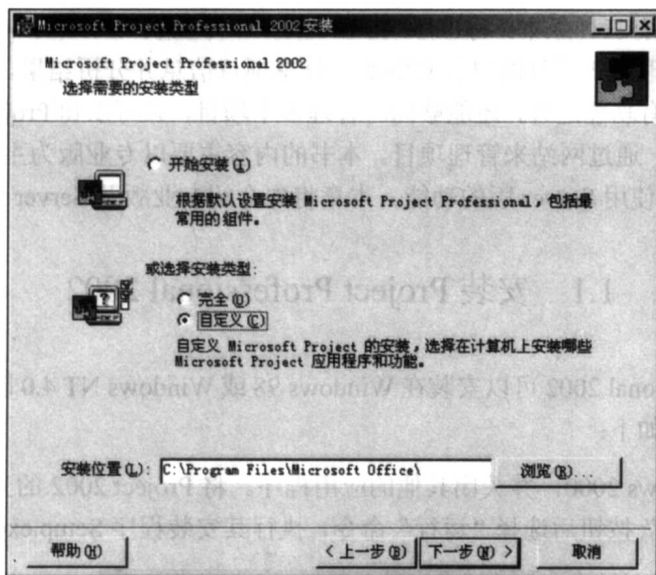 Microsoft Project Professional 2002安装
Microsoft Project Professional 2002
选择需要的安装类型
开始安装(I)
根据默认设置安装 Microsoft Project Professional，包括最
常用的组件。
或选择安装类型：
完全(U)
自定义(C)
自定义 Microsoft Project 的安装，选择在计算机上安装哪些
Microsoft Project 应用程序和功能。
安装位置(L)： C:\Program Files\Microsoft Office\ 浏览(R)...
帮助(H) <上一步(B) 下一步(N) > 取消